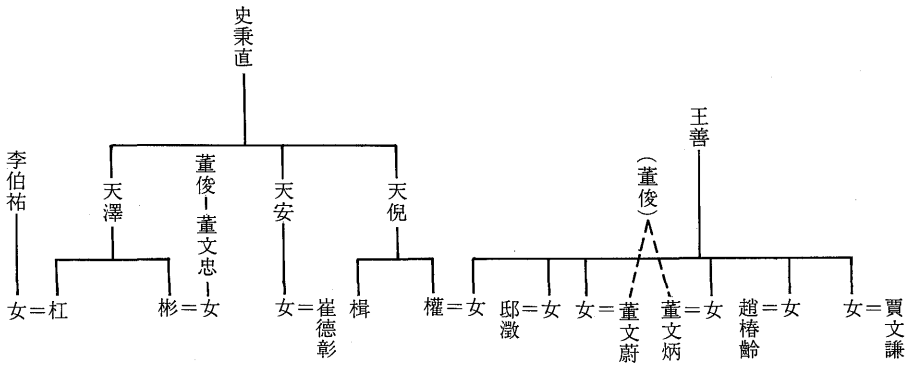 史秉直
王善
李伯祐
天澤
董俊
董文忠
天安
天倪
(董俊)
女=杠
彬=女
女=崔德彰
楫
權=女
邸澂=女
女=董文蔚
董文炳=女
趙椿齡=女
女=賈文謙